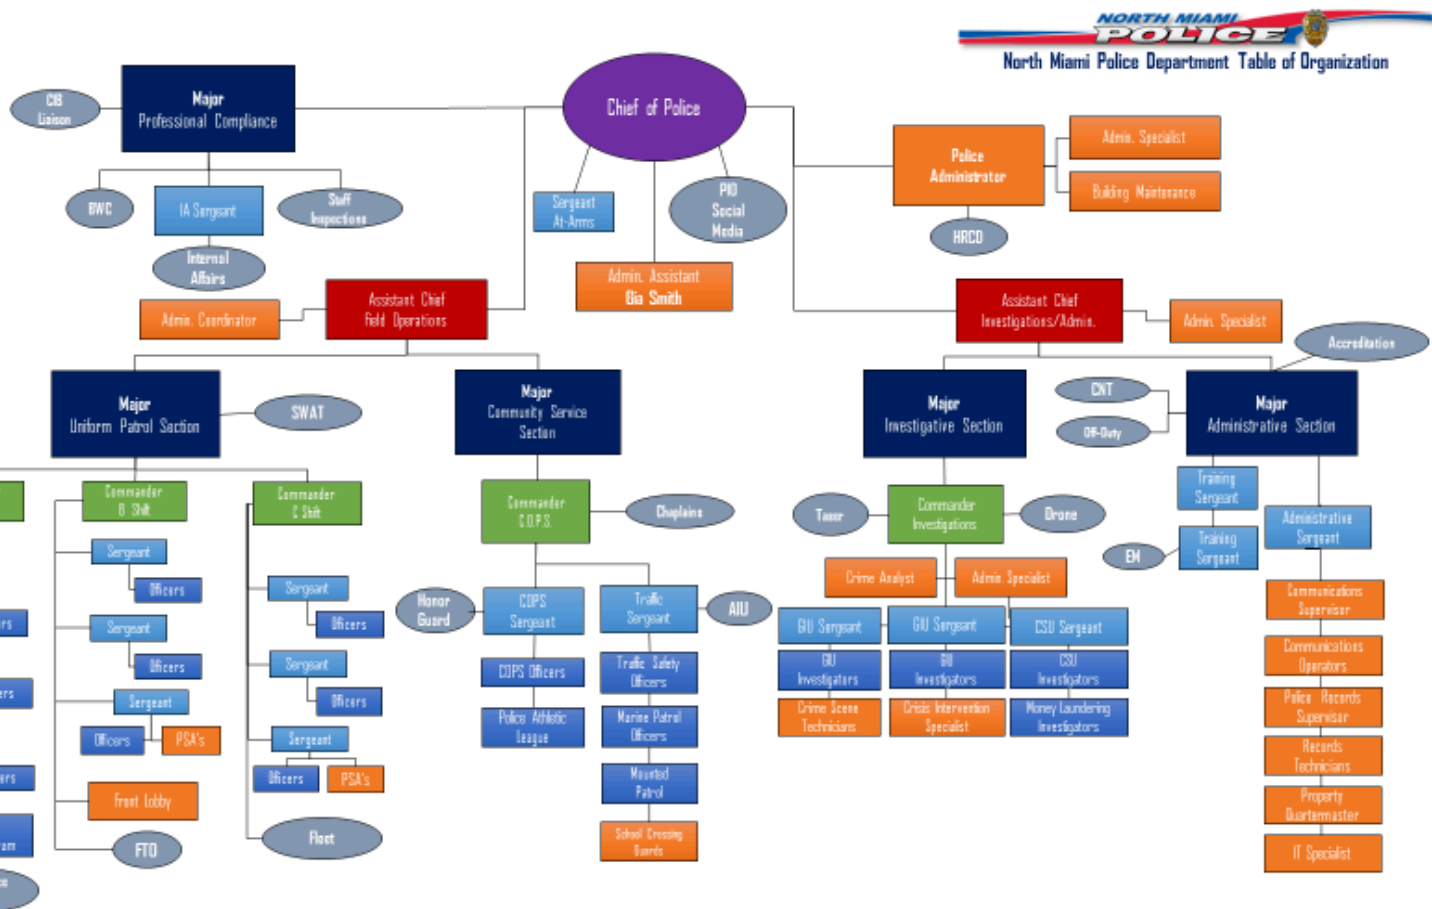 NORTH MIAMI
POLICE
North Miami Police Department Table of Organization
CIB
Liaison
Major
Professional Compliance
Chief of Police
Police
Administrator
Admin. Specialist
Building Maintenance
BWC
IA Sergeant
Staff
Inspections
Sergeant
At-Arms
PIO
Social
Media
HRCD
Internal
Affairs
Admin. Assistant
Gia Smith
Admin. Coordinator
Assistant Chief
Field Operations
Assistant Chief
Investigations/Admin.
Admin. Specialist
Accreditation
Major
Uniform Patrol Section
SWAT
Major
Community Service
Section
Major
Investigative Section
CNT
Off-Duty
Major
Administrative Section
Commander
B Shift
Commander
C Shift
Commander
C.O.P.S.
Chaplains
Taser
Commander
Investigations
Drone
Training
Sergeant
Administrative
Sergeant
EM
Training
Sergeant
Sergeant
Officers
Sergeant
Officers
Sergeant
Officers
PSA's
Front Lobby
FTO
Sergeant
Officers
Sergeant
Officers
Sergeant
Officers
PSA's
Fleet
Honor
Guard
COPS
Sergeant
COPS Officers
Police Athletic
League
Traffic
Sergeant
AIU
Traffic Safety
Officers
Marine Patrol
Officers
Mounted
Patrol
School Crossing
Guards
Crime Analyst
Admin. Specialist
GIU Sergeant
GIU Sergeant
CSU Sergeant
Investigators
Investigators
CSU
Investigators
Crime Scene
Technicians
Crisis Intervention
Specialist
Money Laundering
Investigators
Communications
Supervisor
Communications
Operators
Police Records
Supervisor
Records
Technicians
Property
Quartermaster
IT Specialist